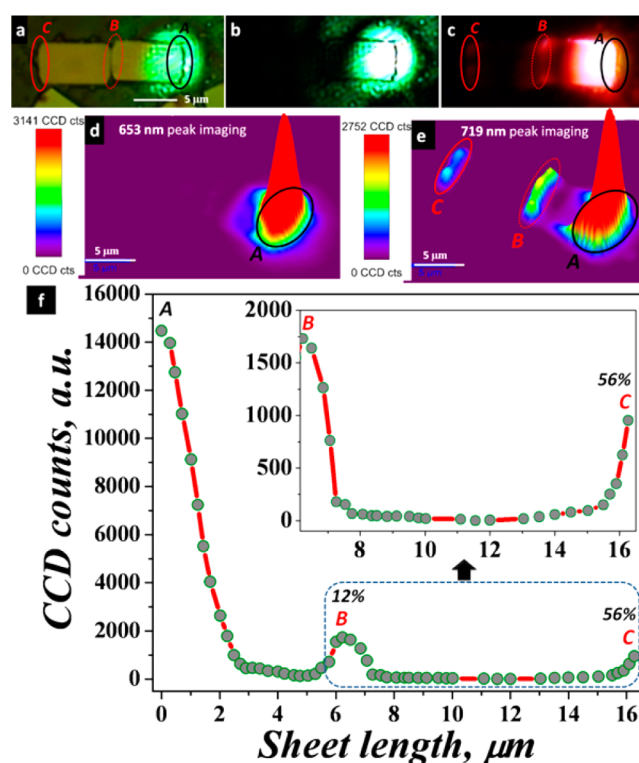 a
C
B
A
5 µm
b
c
C
B
A
3141 CCD cts
0 CCD cts
d
653 nm peak imaging
A
5 µm
2752 CCD cts
0 CCD cts
e
719 nm peak imaging
C
B
A
5 µm
f
16000
14000
12000
10000
8000
6000
4000
2000
0
CCD counts, a.u.
A
2000
1500
1000
500
0
B
56%
C
8
10
12
14
16
12%
B
56%
C
0
2
4
6
8
10
12
14
16
Sheet length, µm